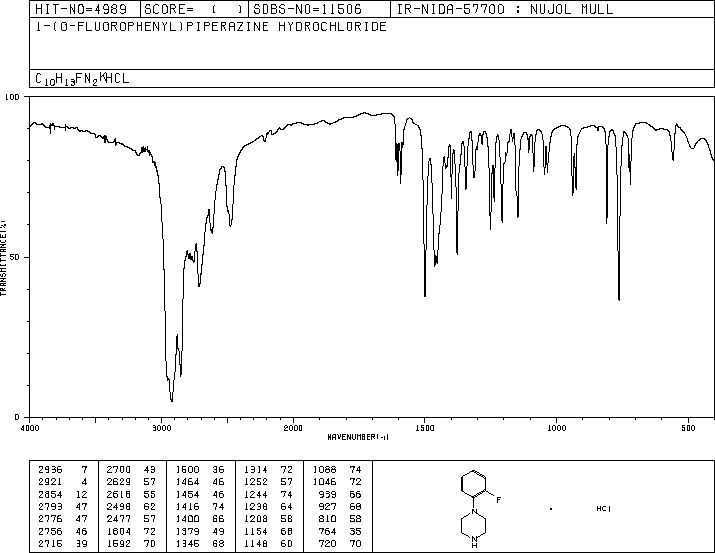 HIT-NO=4989 SCORE= ( ) SDBS-NO=11506 IR-NIDA-57700 : NUJOL MULL
1-(O-FLUOROPHENYL)PIPERAZINE HYDROCHLORIDE
C10H13FN2*HCL
100
50
0
TRANSMITTANCE(%)
4000 3000 2000 1500 1000 500
WAVENUMBER(-1)
2936 7 2700 43 1500 36 1314 72 1088 74
2921 4 2629 57 1464 46 1252 57 1046 72
2854 12 2618 55 1454 46 1244 74 939 66
2793 47 2498 62 1416 74 1238 64 927 68
2776 47 2477 57 1400 66 1208 58 810 58
2756 46 1604 72 1379 49 1154 68 764 35
2715 39 1592 70 1345 68 1148 60 720 70
F
N
N
H
· HCl